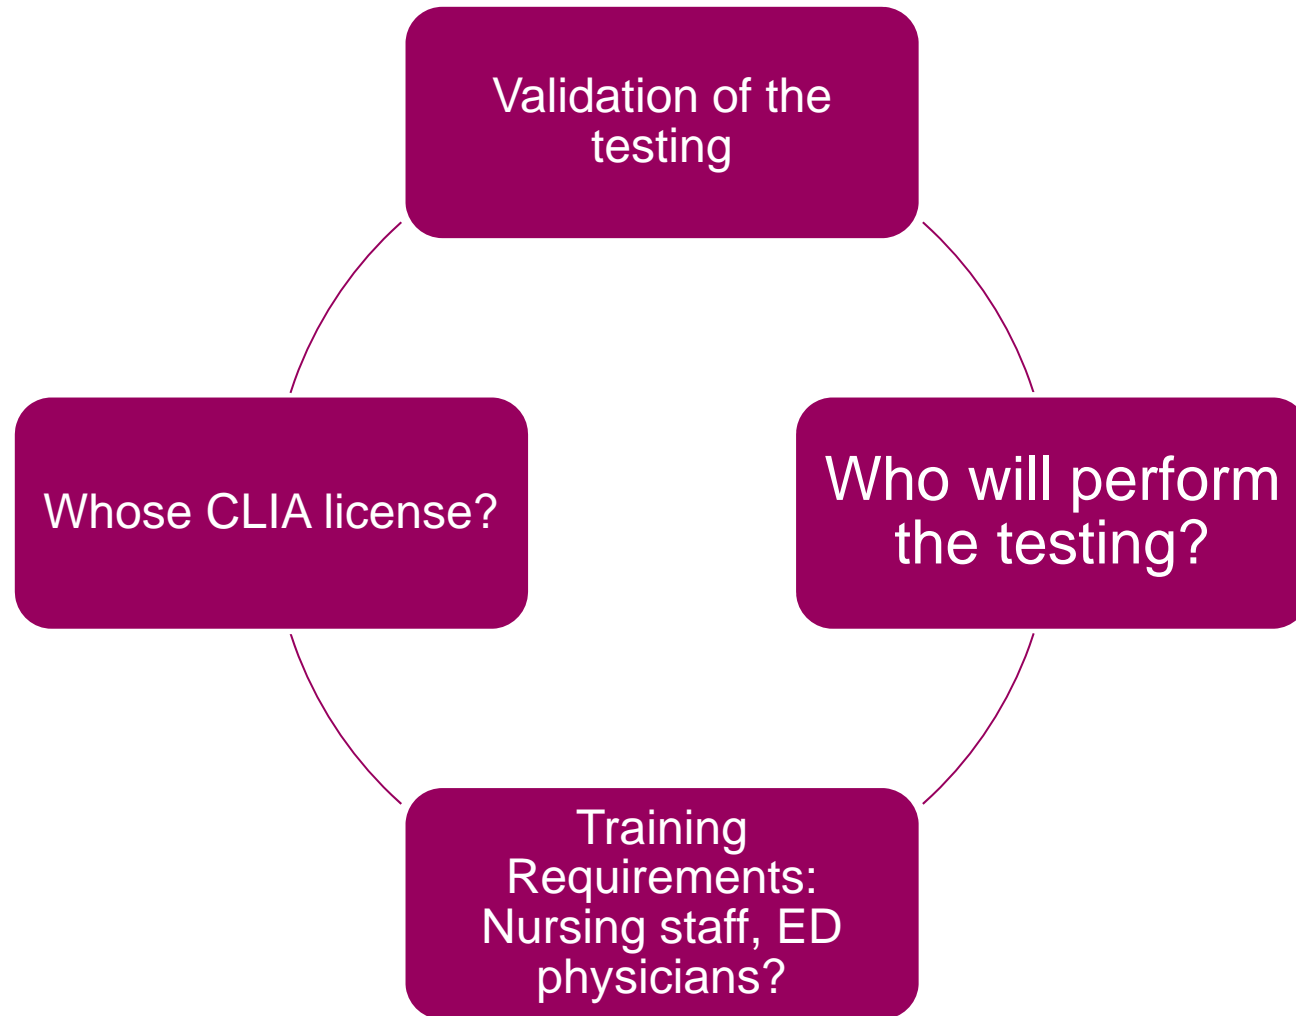 Validation of the
testing
Whose CLIA license?
Who will perform
the testing?
Training
Requirements:
Nursing staff, ED
physicians?